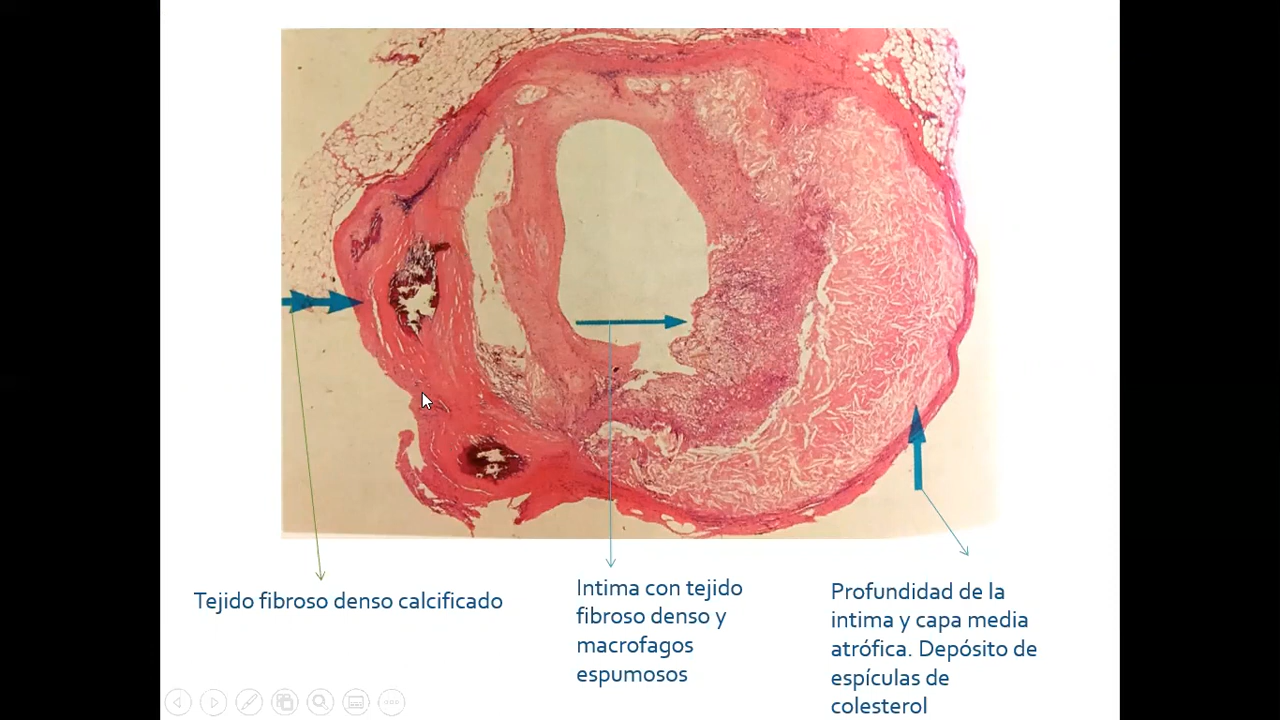 Tejido fibroso denso calcificado
Intima con tejido
fibroso denso y
macrofagos
espumosos
Profundidad de la
intima y capa media
atrófica. Depósito de
espículas de
colesterol